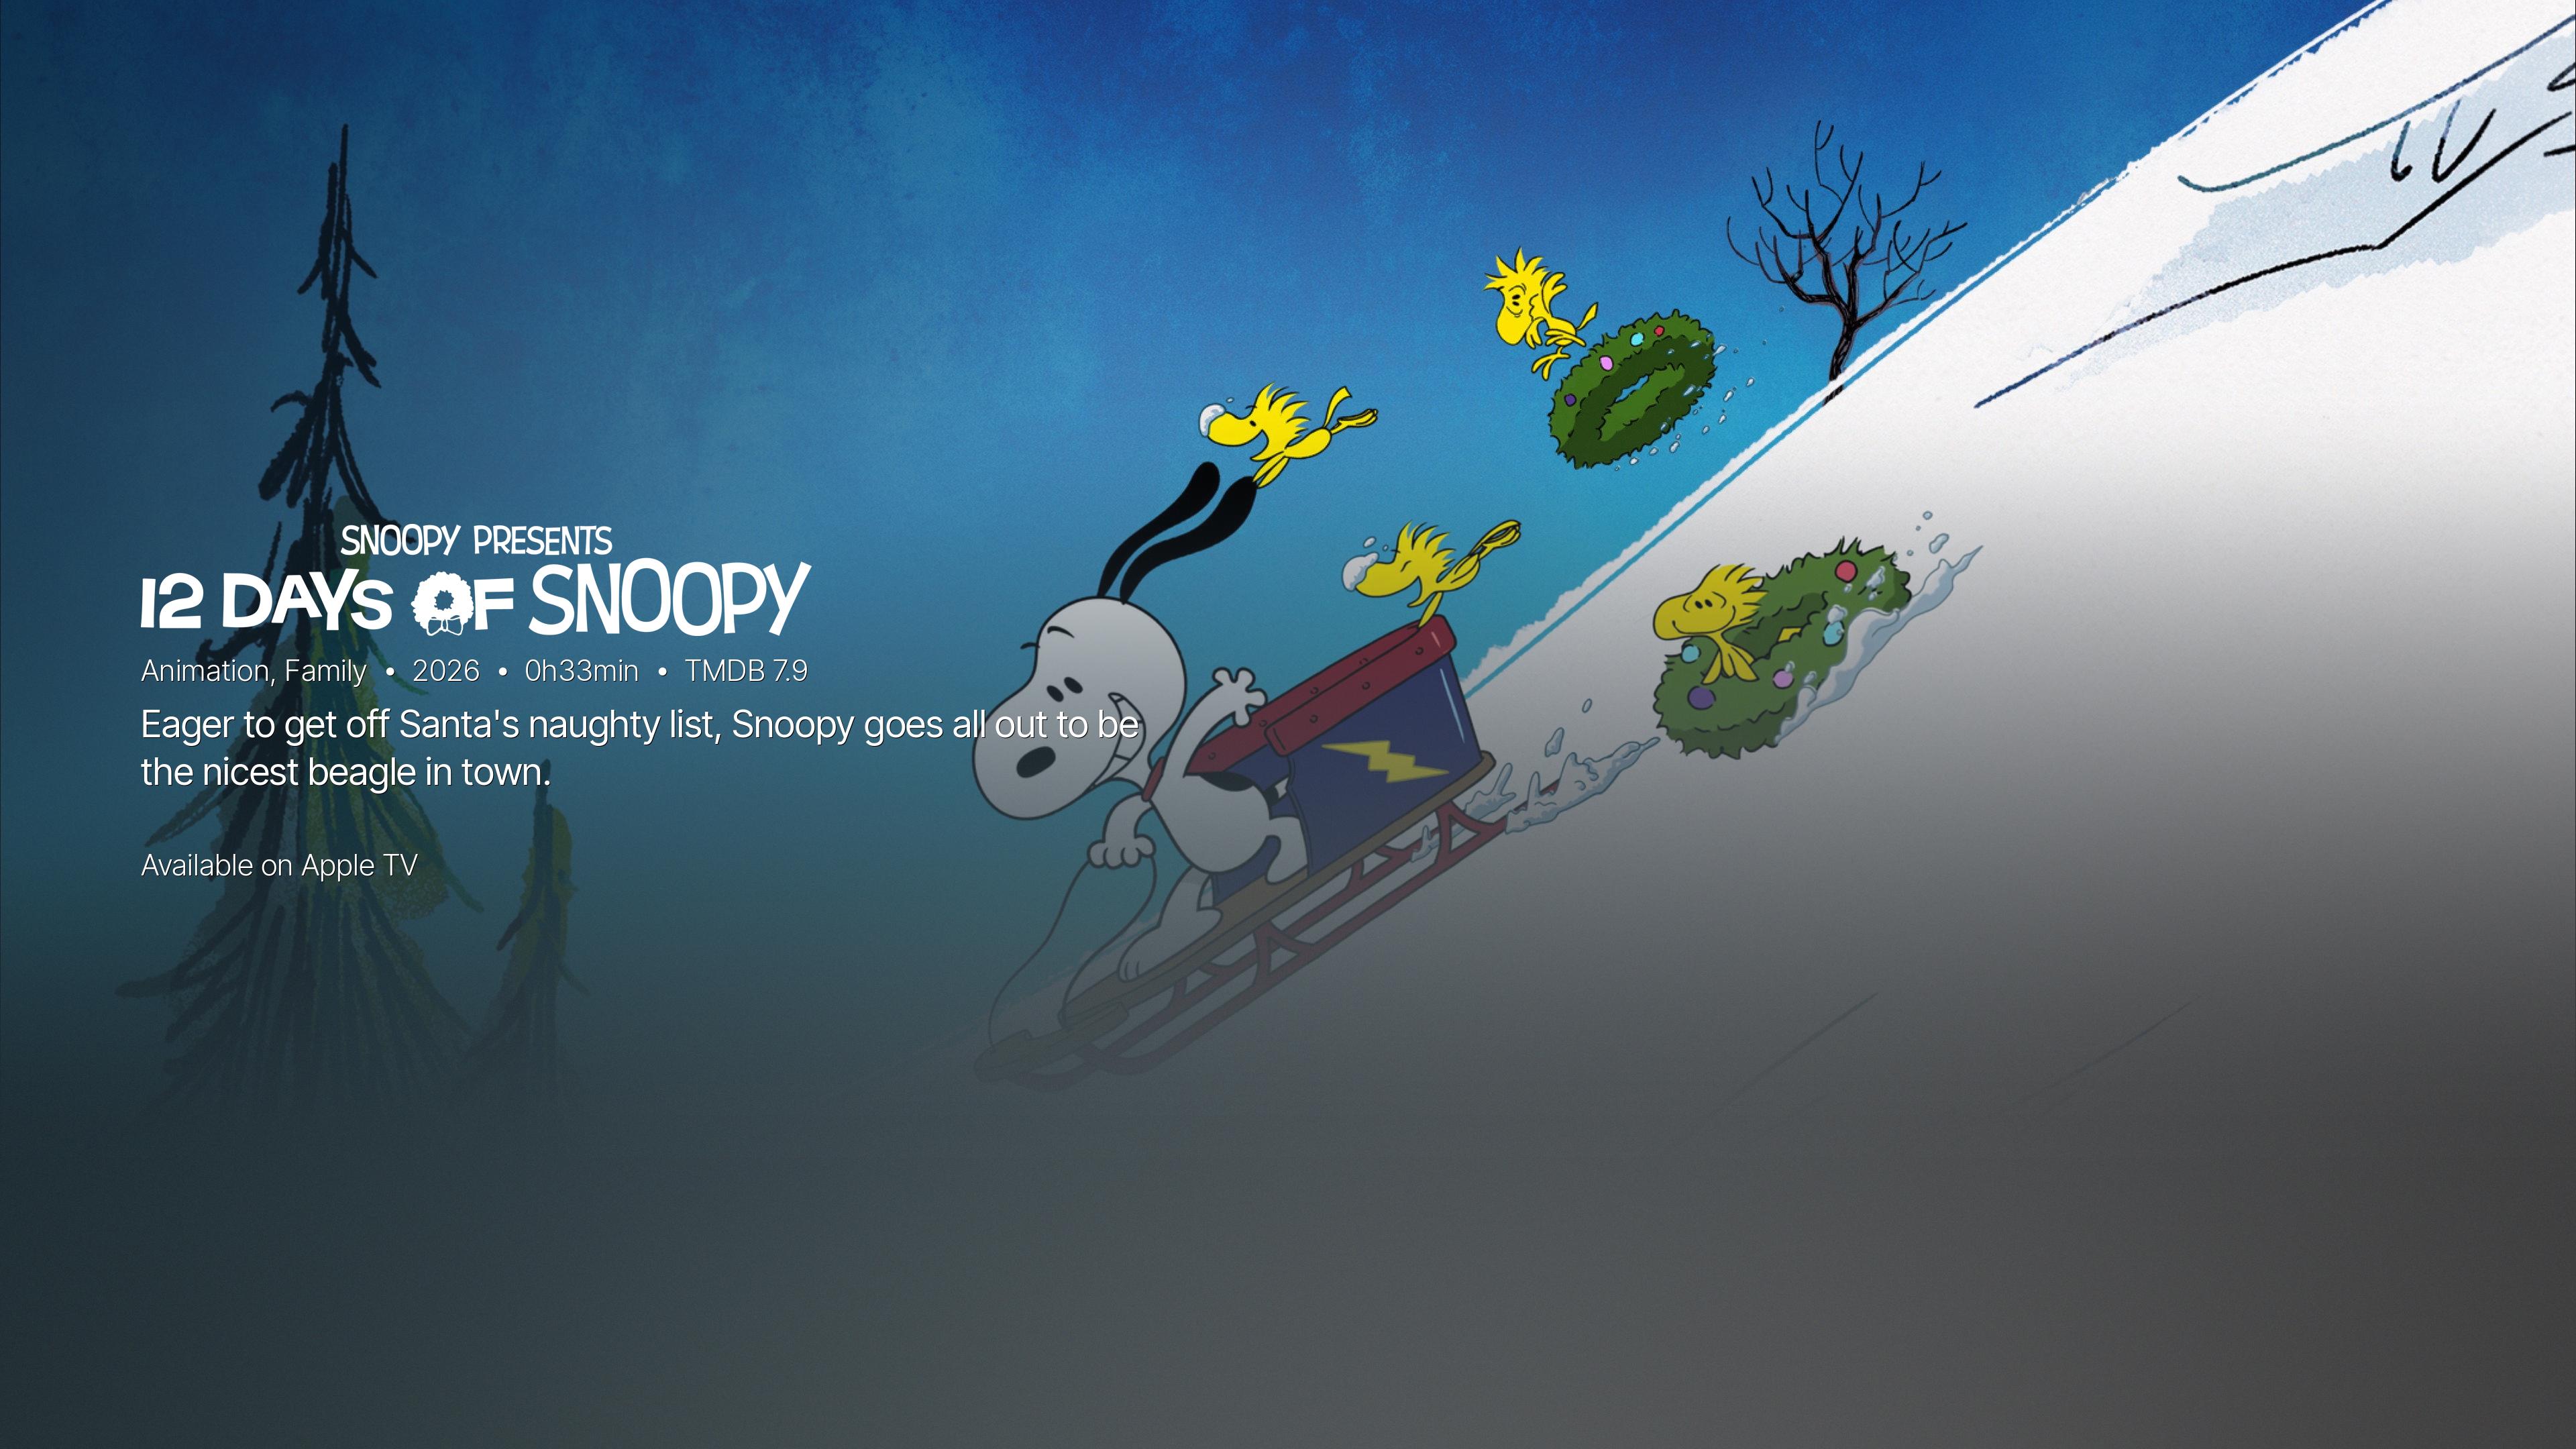 SNOOPY PRESENTS
12 DAYS OF SNOOPY
Animation, Family • 2026 • 0h33min • TMDB 7.9
Eager to get off Santa's naughty list, Snoopy goes all out to be
the nicest beagle in town.
Available on Apple TV